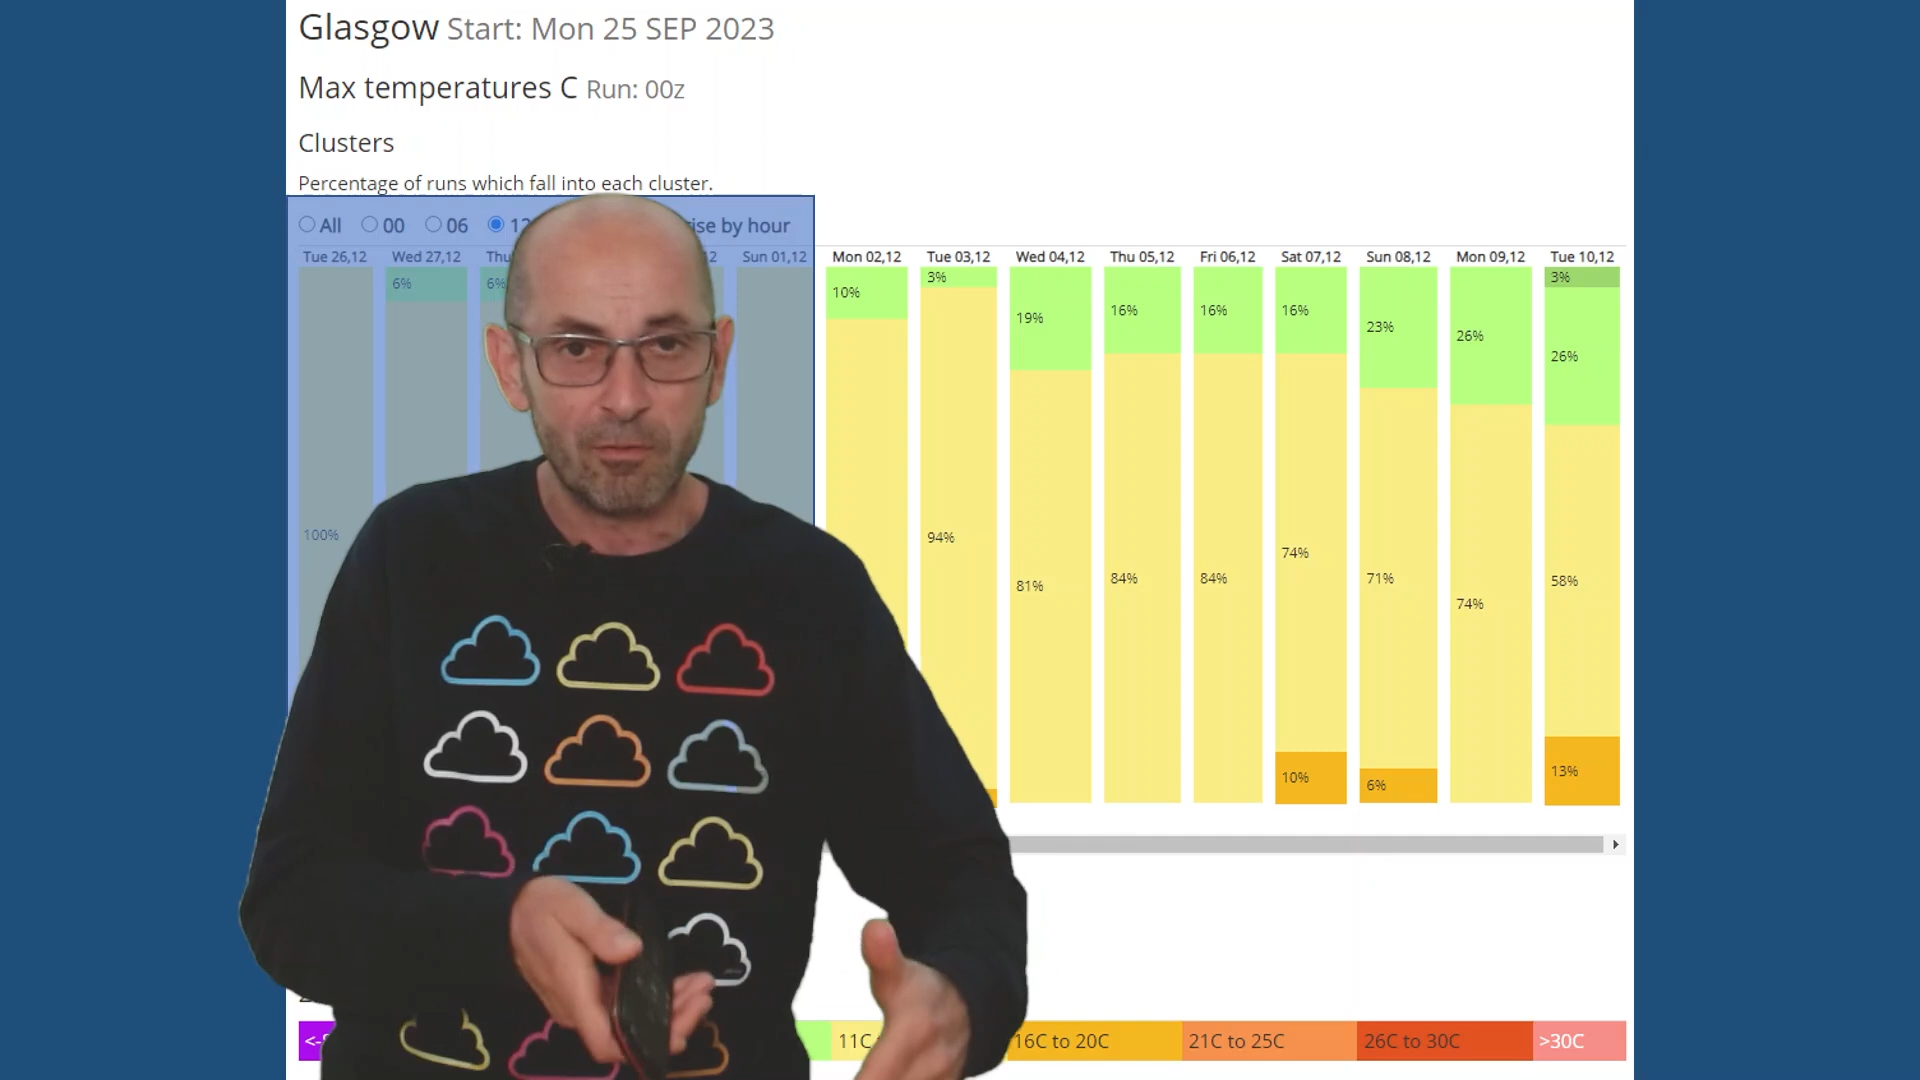 Glasgow Start: Mon 25 SEP 2023
Max temperatures C Run: 00z
Clusters
Percentage of runs which fall into each cluster.
All 00 06 by hour
Tue 26,12 Wed 27,12 Thu Sun 01,12 Mon 02,12 Tue 03,12 Wed 04,12 Thu 05,12 Fri 06,12 Sat 07,12 Sun 08,12 Mon 09,12 Tue 10,12
6% 6% 10% 3% 19% 16% 16% 16% 23% 26% 3%
26%
100% 94% 81% 84% 84% 74% 71% 74% 58%
10% 6% 13%
11C 16C to 20C 21C to 25C 26C to 30C >30C